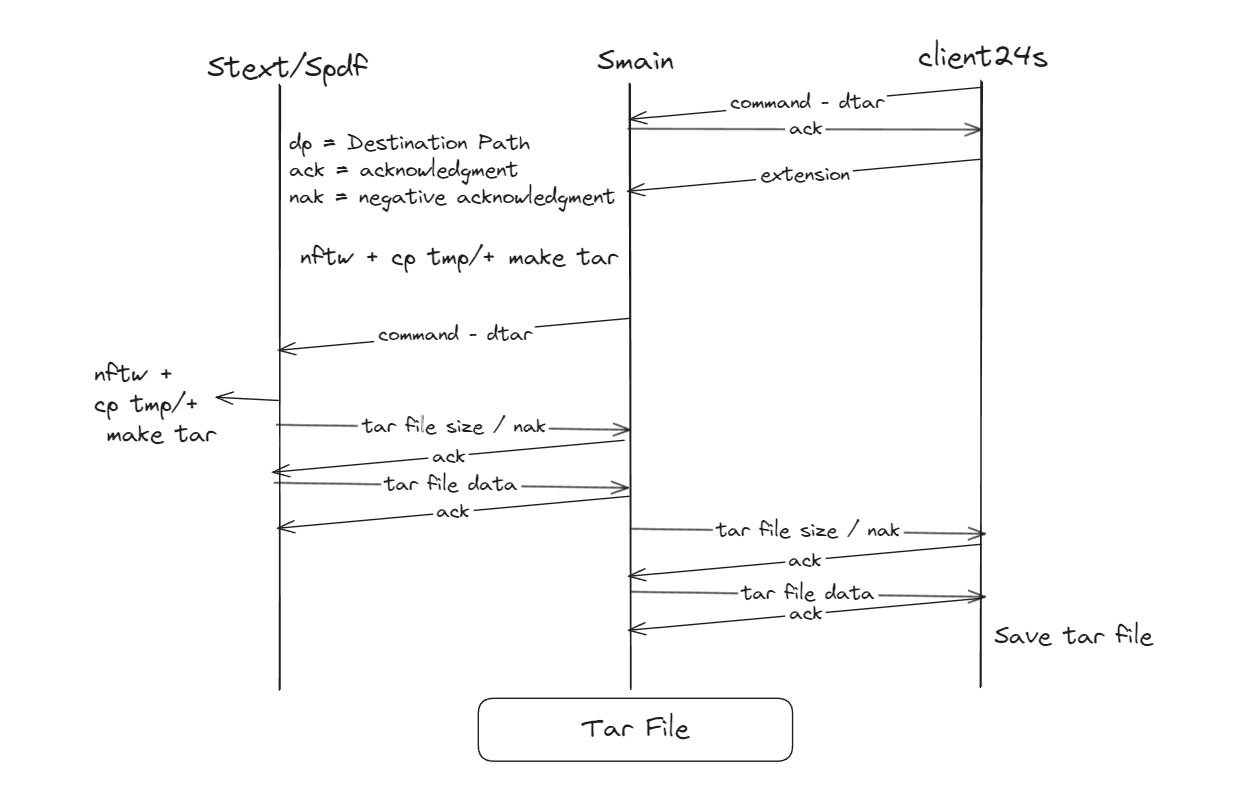 Stext/Spdf
Smain
client24s
command - dtar
ack
dp = Destination Path
ack = acknowledgment
nak = negative acknowledgment
extension
nftw + cp tmp/+ make tar
command - dtar
nftw +
cp tmp/+
make tar
tar file size / nak
ack
tar file data
ack
tar file size / nak
ack
tar file data
ack
Save tar file
Tar File